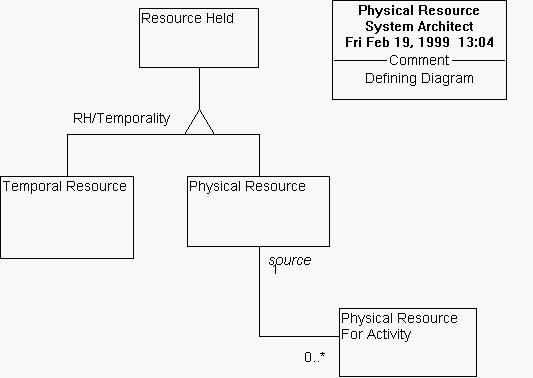 Resource Held
Physical Resource
System Architect
Fri Feb 19, 1999  13:04
Comment
Defining Diagram
RH/Temporality
Temporal Resource
Physical Resource
source
1
Physical Resource
For Activity
0..*